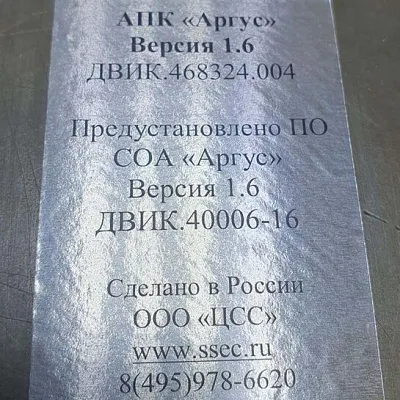 АПК «Аргус»
Версия 1.6
ДВИК.468324.004
Предустановлено ПО
СОА «Аргус»
Версия 1.6
ДВИК.40006-16
Сделано в России
ООО «ЦСС»
www.ssec.ru
8(495)978-6620